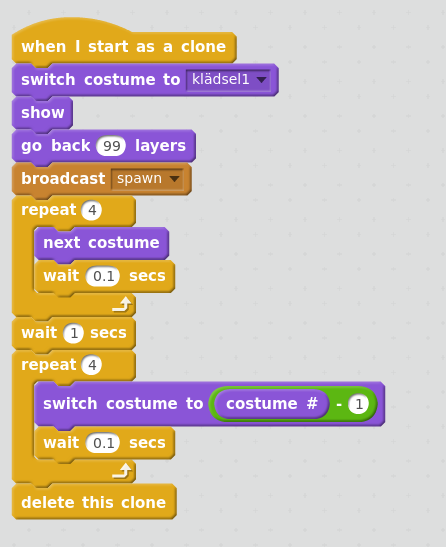 when I start as a clone
switch costume to klädsel1
show
go back 99 layers
broadcast spawn
repeat 4
next costume
wait 0.1 secs
wait 1 secs
repeat 4
switch costume to costume # - 1
wait 0.1 secs
delete this clone